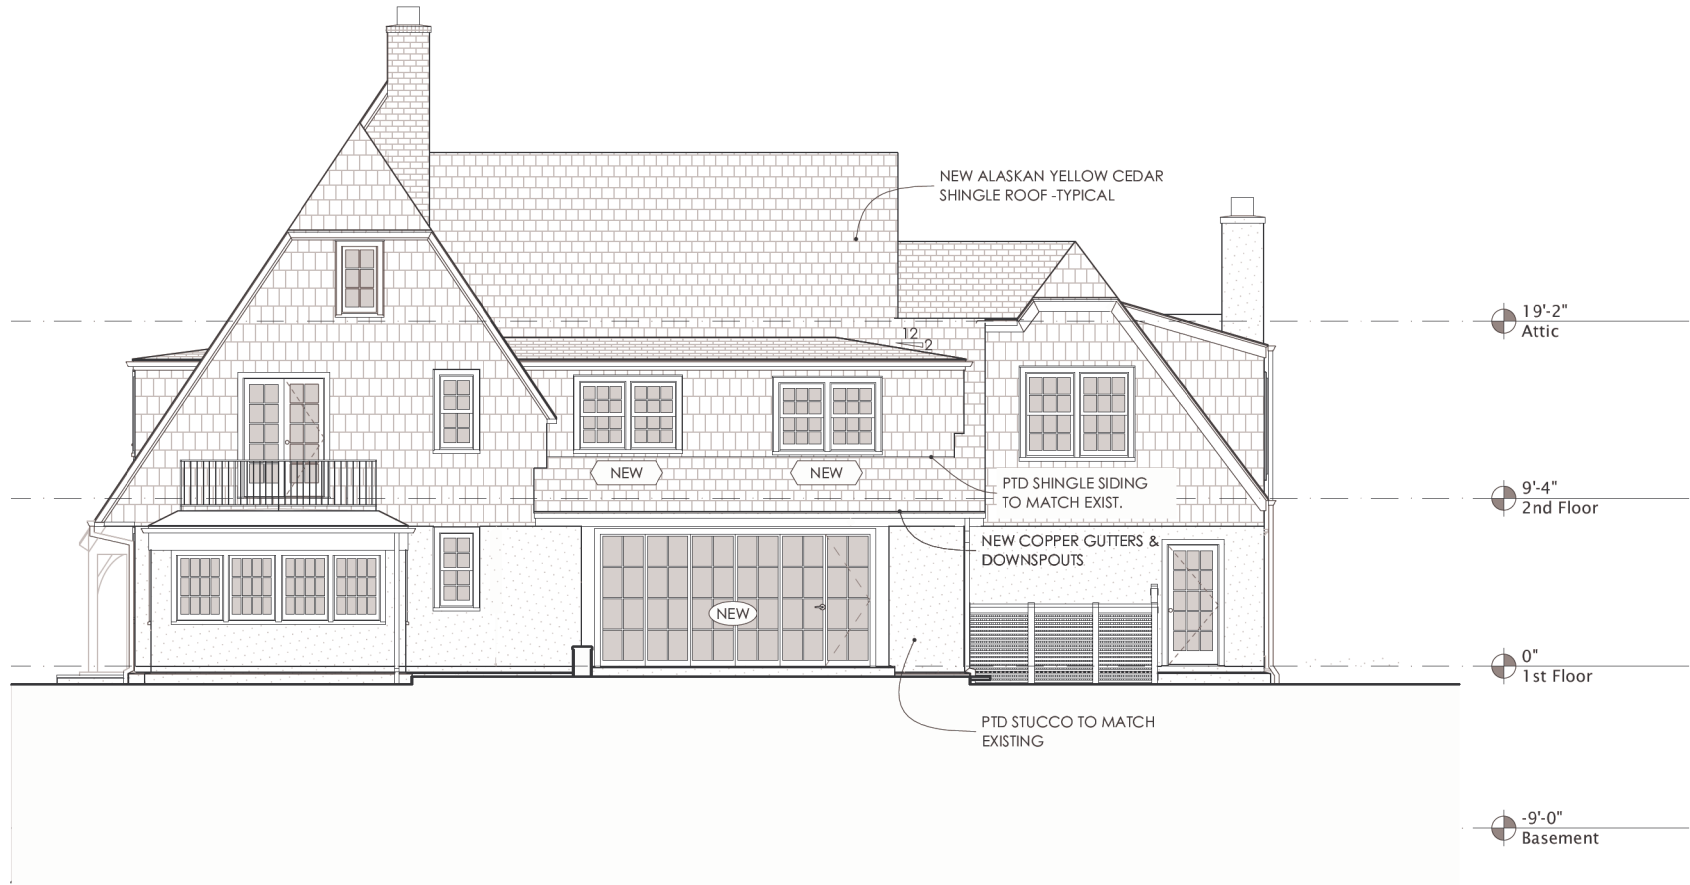 NEW ALASKAN YELLOW CEDAR
SHINGLE ROOF -TYPICAL
12
2
19'-2"
Attic
NEW
NEW
PTD SHINGLE SIDING
TO MATCH EXIST.
9'-4"
2nd Floor
NEW COPPER GUTTERS &
DOWNSPOUTS
NEW
0"
1st Floor
PTD STUCCO TO MATCH
EXISTING
-9'-0"
Basement